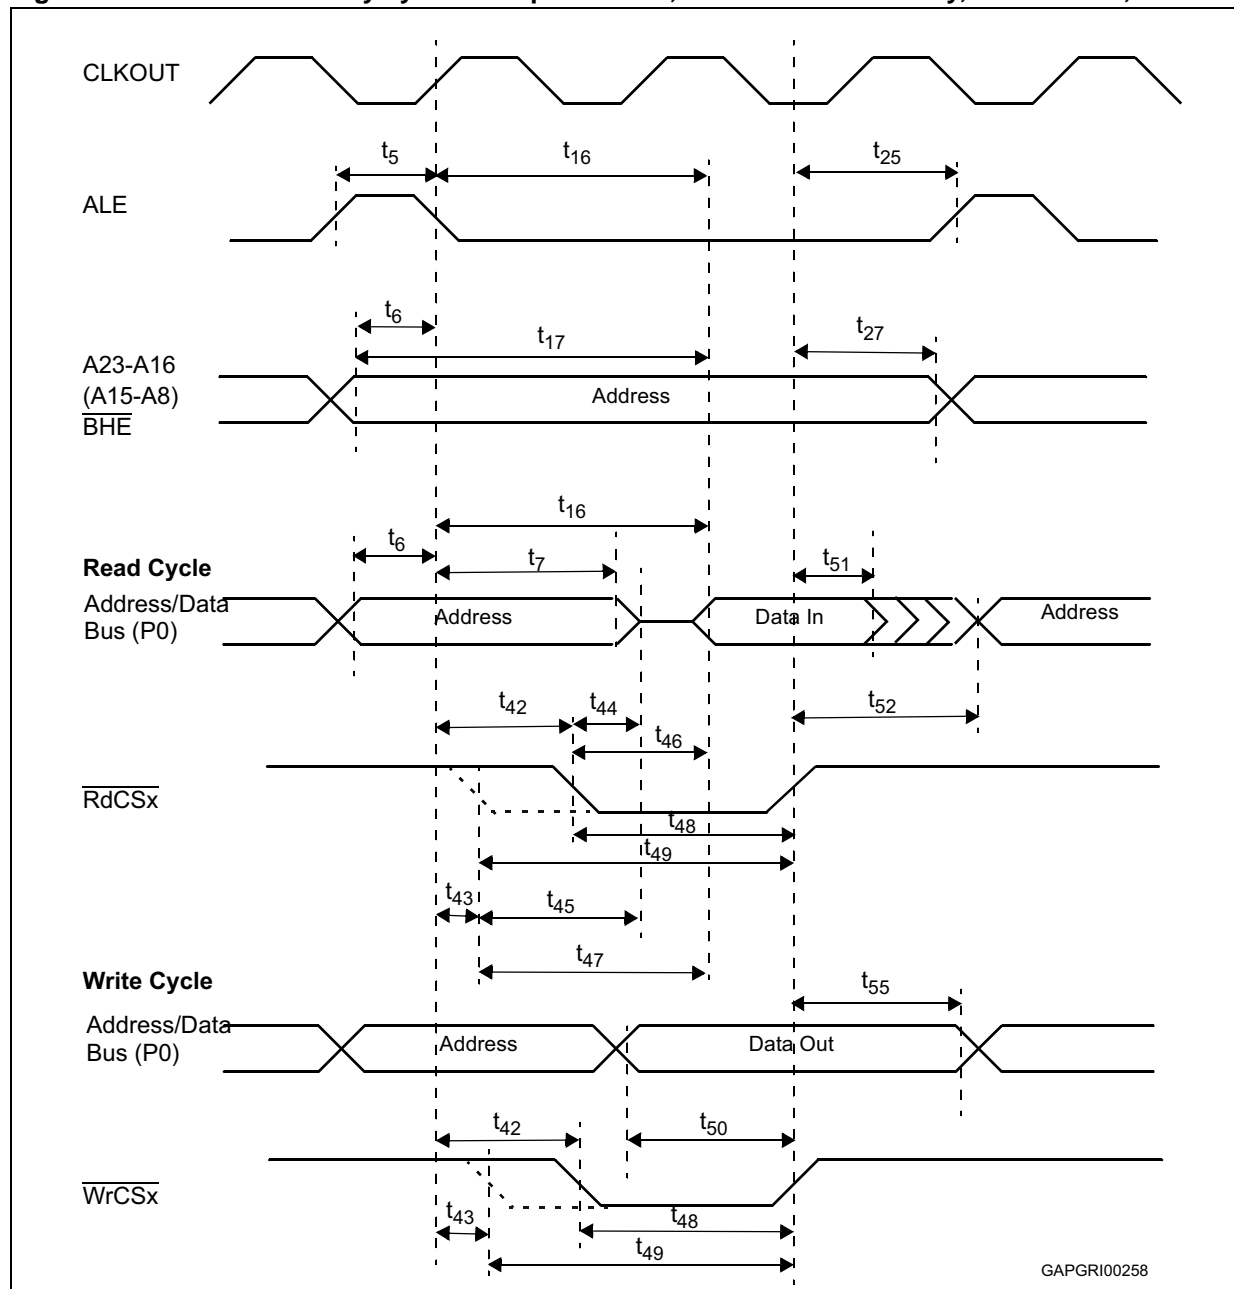 CLKOUT
t5
t16
t25
ALE
t6
t17
t27
A23-A16
(A15-A8)
BHE
Address
t16
t6
t7
t51
Read Cycle
Address/Data
Bus (P0)
Address
Data In
Address
t42
t44
t52
t46
RdCSx
t48
t49
t43
t45
t47
Write Cycle
t55
Address/Data
Bus (P0)
Address
Data Out
t42
t50
WrCSx
t43
t48
t49
GAPGRI00258